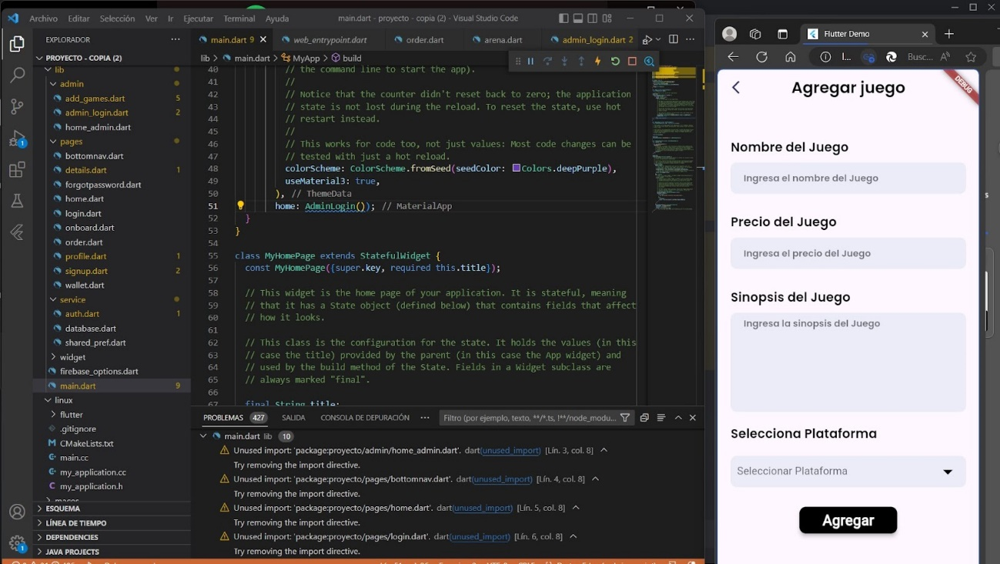 Archivo Editar Selección Ver Ir Ejecutar Terminal Ayuda main.dart - proyecto - copia (2) - Visual Studio Code
EXPLORADOR
PROYECTO - COPIA (2)
lib
admin
add_games.dart 5
admin_login.dart 2
home_admin.dart
pages
bottomnav.dart
details.dart 1
forgotpassword.dart
home.dart
login.dart
onboard.dart
order.dart
profile.dart 1
signup.dart 2
wallet.dart
service
auth.dart 1
database.dart
shared_pref.dart
widget
firebase_options.dart
main.dart 9
linux
flutter
.gitignore
CMakeLists.txt
main.cc
my_application.cc
my_application.h
macos
ESQUEMA
LÍNEA DE TIEMPO
DEPENDENCIES
JAVA PROJECTS
1
1
main.dart 9 web_entrypoint.dart order.dart arena.dart admin_login.dart 2
lib > main.dart > MyApp > build
40 // the command line to start the app).
41 //
42 // Notice that the counter didn't reset back to zero; the application
43 // state is not lost during the reload. To reset the state, use hot
44 // restart instead.
45 //
46 // This works for code too, not just values: Most code changes can be
47 // tested with just a hot reload.
48 colorScheme: ColorScheme.fromSeed(seedColor: Colors.deepPurple),
49 useMaterial3: true,
50 ), // ThemeData
51 home: AdminLogin()); // MaterialApp
52 }
53 }
54
55 class MyHomePage extends StatefulWidget {
56 const MyHomePage({super.key, required this.title});
57
58 // This widget is the home page of your application. It is stateful, meaning
59 // that it has a State object (defined below) that contains fields that affect
60 // how it looks.
61
62 // This class is the configuration for the state. It holds the values (in this
63 // case the title) provided by the parent (in this case the App widget) and
64 // used by the build method of the State. Fields in a Widget subclass are
65 // always marked "final".
66
67 final String title;
PROBLEMAS 427 SALIDA CONSOLA DE DEPURACIÓN ··· Filtro (por ejemplo, texto, **/*.ts, !**/node_modu...
main.dart lib 10
Unused import: 'package:proyecto/admin/home_admin.dart'. dart(unused_import) [Lín. 3, col. 8]
Try removing the import directive.
Unused import: 'package:proyecto/pages/bottomnav.dart'. dart(unused_import) [Lín. 4, col. 8]
Try removing the import directive.
Unused import: 'package:proyecto/pages/home.dart'. dart(unused_import) [Lín. 5, col. 8]
Try removing the import directive.
Unused import: 'package:proyecto/pages/login.dart'. dart(unused_import) [Lín. 6, col. 8]
Try removing the import directive.
Flutter Demo
l... Busc...
DEBUG
Agregar juego
Nombre del Juego
Ingresa el nombre del Juego
Precio del Juego
Ingresa el precio del Juego
Sinopsis del Juego
Ingresa la sinopsis del Juego
Selecciona Plataforma
Seleccionar Plataforma
Agregar